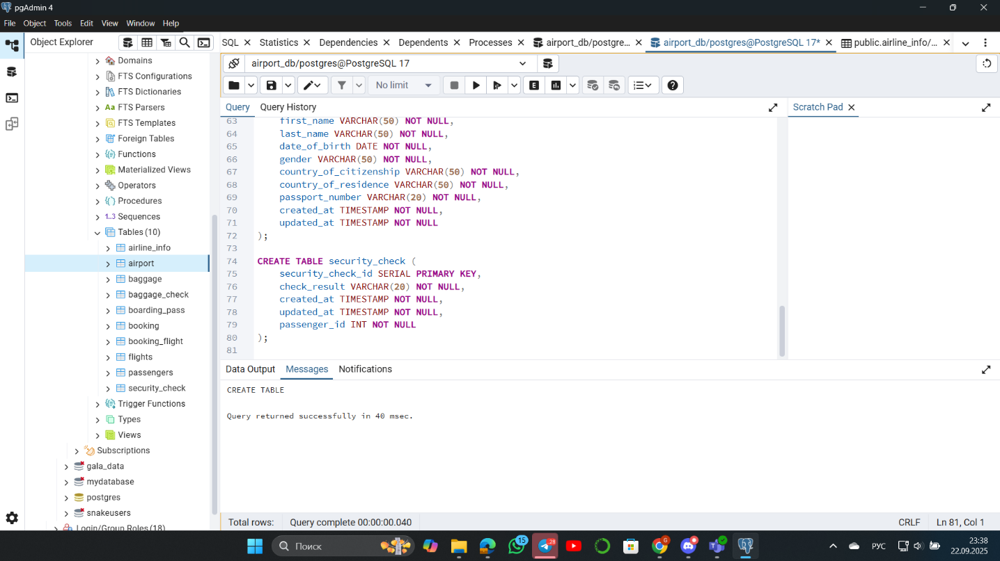 pgAdmin 4
File Object Tools Edit View Window Help
Object Explorer
SQL Statistics Dependencies Dependents Processes airport_db/postgre... airport_db/postgres@PostgreSQL 17* public.airline_info/...
airport_db/postgres@PostgreSQL 17
No limit
E
Query Query History
Scratch Pad
Domains
FTS Configurations
FTS Dictionaries
Aa FTS Parsers
FTS Templates
Foreign Tables
Functions
Materialized Views
Operators
Procedures
1..3 Sequences
Tables (10)
airline_info
airport
baggage
baggage_check
boarding_pass
booking
booking_flight
flights
passengers
security_check
Trigger Functions
Types
Views
Subscriptions
gala_data
mydatabase
postgres
snakeusers
Login/Group Roles (18)
63 first_name VARCHAR(50) NOT NULL,
64 last_name VARCHAR(50) NOT NULL,
65 date_of_birth DATE NOT NULL,
66 gender VARCHAR(50) NOT NULL,
67 country_of_citizenship VARCHAR(50) NOT NULL,
68 country_of_residence VARCHAR(50) NOT NULL,
69 passport_number VARCHAR(20) NOT NULL,
70 created_at TIMESTAMP NOT NULL,
71 updated_at TIMESTAMP NOT NULL
72 );
73
74 CREATE TABLE security_check (
75 security_check_id SERIAL PRIMARY KEY,
76 check_result VARCHAR(20) NOT NULL,
77 created_at TIMESTAMP NOT NULL,
78 updated_at TIMESTAMP NOT NULL,
79 passenger_id INT NOT NULL
80 );
81
Data Output Messages Notifications
CREATE TABLE
Query returned successfully in 40 msec.
Total rows: Query complete 00:00:00.040
CRLF Ln 81, Col 1
Поиск
15
28
G
РУС
23:38
22.09.2025